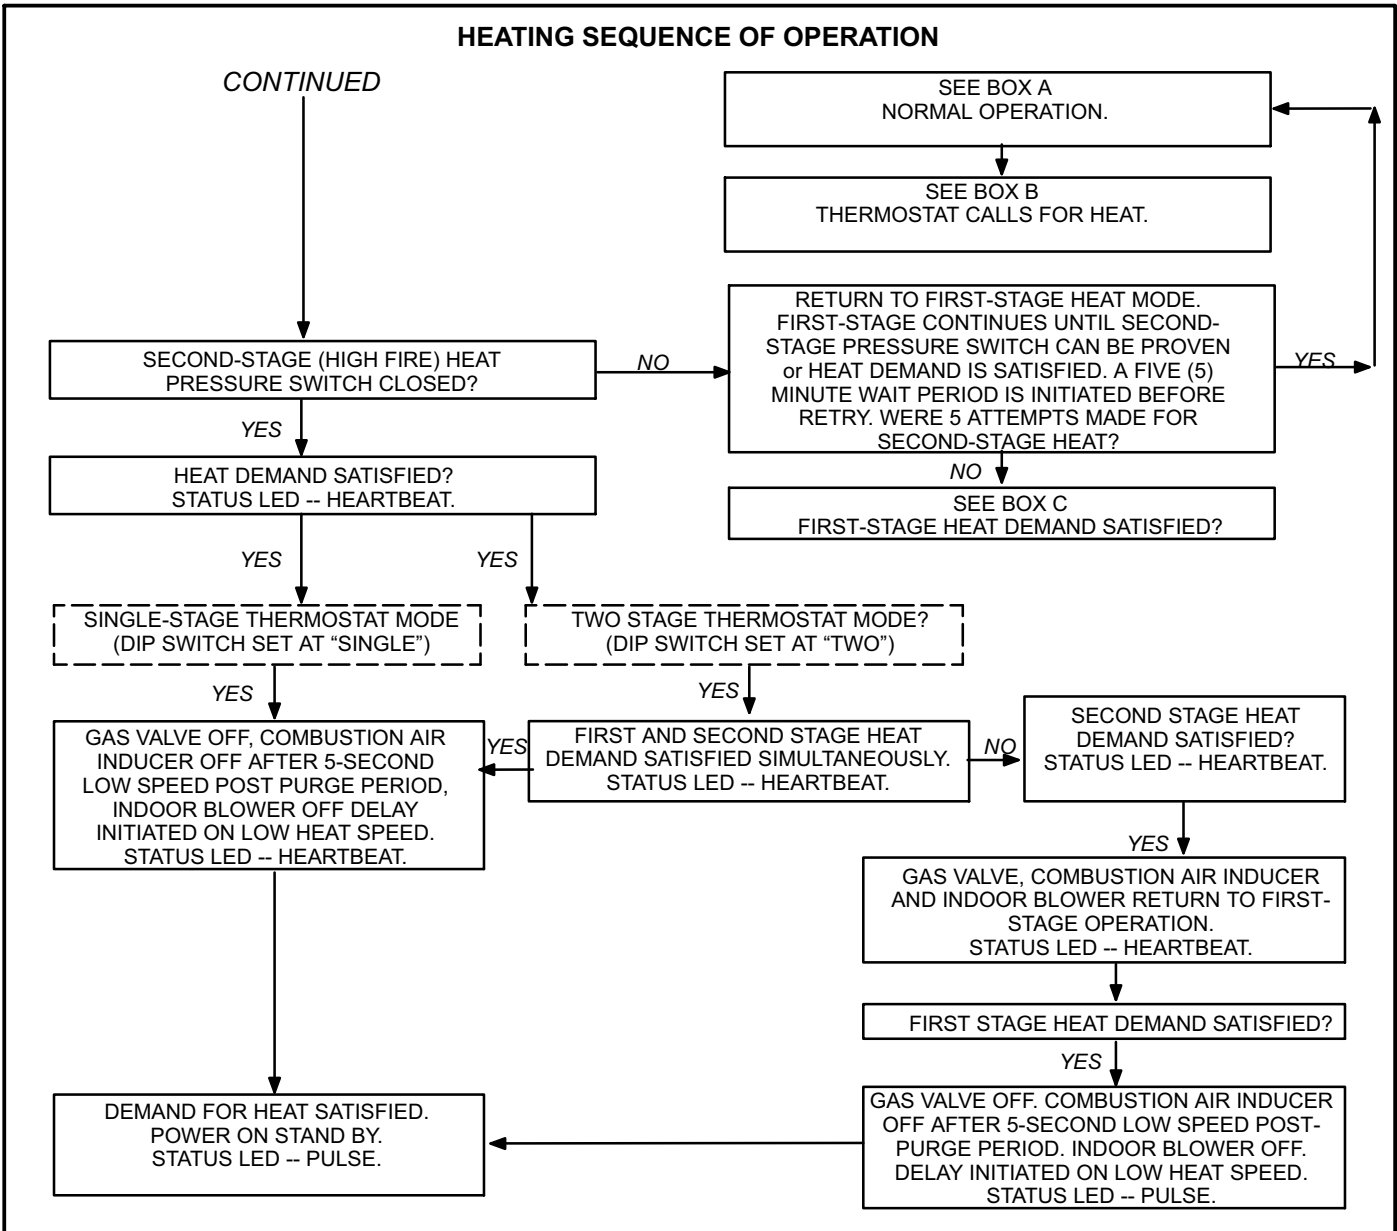 HEATING SEQUENCE OF OPERATION
CONTINUED
SEE BOX A
NORMAL OPERATION.
SEE BOX B
THERMOSTAT CALLS FOR HEAT.
SECOND-STAGE (HIGH FIRE) HEAT
PRESSURE SWITCH CLOSED?
NO
RETURN TO FIRST-STAGE HEAT MODE.
FIRST-STAGE CONTINUES UNTIL SECOND-
STAGE PRESSURE SWITCH CAN BE PROVEN
or HEAT DEMAND IS SATISFIED. A FIVE (5)
MINUTE WAIT PERIOD IS INITIATED BEFORE
RETRY. WERE 5 ATTEMPTS MADE FOR
SECOND-STAGE HEAT?
YES
YES
NO
HEAT DEMAND SATISFIED?
STATUS LED -- HEARTBEAT.
SEE BOX C
FIRST-STAGE HEAT DEMAND SATISFIED?
YES
YES
SINGLE-STAGE THERMOSTAT MODE
(DIP SWITCH SET AT “SINGLE”)
TWO STAGE THERMOSTAT MODE?
(DIP SWITCH SET AT “TWO”)
YES
YES
GAS VALVE OFF, COMBUSTION AIR
INDUCER OFF AFTER 5-SECOND
LOW SPEED POST PURGE PERIOD,
INDOOR BLOWER OFF DELAY
INITIATED ON LOW HEAT SPEED.
STATUS LED -- HEARTBEAT.
YES
FIRST AND SECOND STAGE HEAT
DEMAND SATISFIED SIMULTANEOUSLY.
STATUS LED -- HEARTBEAT.
NO
SECOND STAGE HEAT
DEMAND SATISFIED?
STATUS LED -- HEARTBEAT.
YES
GAS VALVE, COMBUSTION AIR INDUCER
AND INDOOR BLOWER RETURN TO FIRST-
STAGE OPERATION.
STATUS LED -- HEARTBEAT.
FIRST STAGE HEAT DEMAND SATISFIED?
YES
DEMAND FOR HEAT SATISFIED.
POWER ON STAND BY.
STATUS LED -- PULSE.
GAS VALVE OFF. COMBUSTION AIR INDUCER
OFF AFTER 5-SECOND LOW SPEED POST-
PURGE PERIOD. INDOOR BLOWER OFF.
DELAY INITIATED ON LOW HEAT SPEED.
STATUS LED -- PULSE.